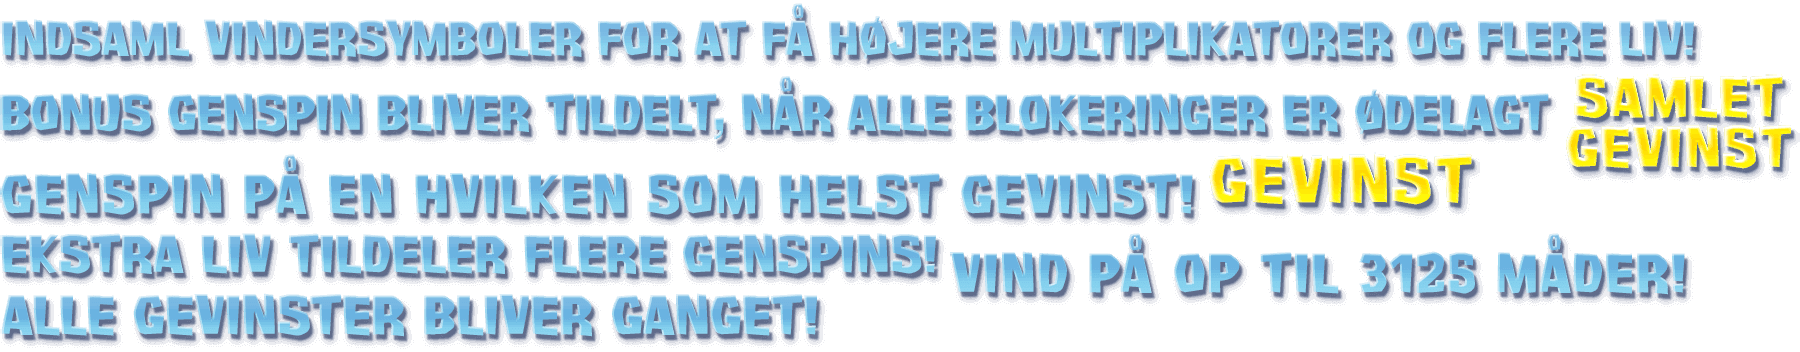 INDSAML VINDERSYMBOLER FOR AT FÅ HØJERE MULTIPLIKATORER OG FLERE LIV!
BONUS GENSPIN BLIVER TILDELT, NÅR ALLE BLOKERINGER ER ØDELAGT
SAMLET
GEVINST
GENSPIN PÅ EN HVILKEN SOM HELST GEVINST!
GEVINST
EKSTRA LIV TILDELER FLERE GENSPINS!
VIND PÅ OP TIL 3125 MÅDER!
ALLE GEVINSTER BLIVER GANGET!